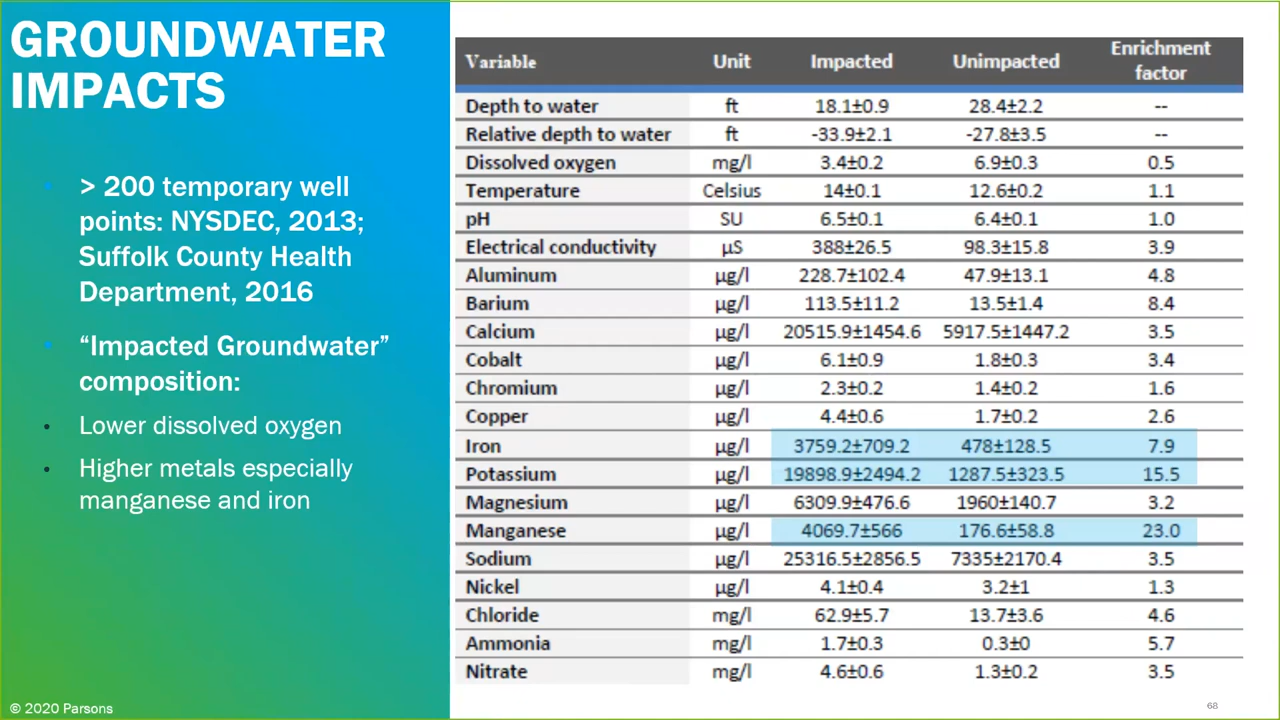 GROUNDWATER
IMPACTS
> 200 temporary well
points: NYSDEC, 2013;
Suffolk County Health
Department, 2016
“Impacted Groundwater”
composition:
Lower dissolved oxygen
Higher metals especially
manganese and iron
© 2020 Parsons
Variable Unit Impacted Unimpacted Enrichment factor
Depth to water ft 18.1±0.9 28.4±2.2 --
Relative depth to water ft -33.9±2.1 -27.8±3.5 --
Dissolved oxygen mg/l 3.4±0.2 6.9±0.3 0.5
Temperature Celsius 14±0.1 12.6±0.2 1.1
pH SU 6.5±0.1 6.4±0.1 1.0
Electrical conductivity µS 388±26.5 98.3±15.8 3.9
Aluminum µg/l 228.7±102.4 47.9±13.1 4.8
Barium µg/l 113.5±11.2 13.5±1.4 8.4
Calcium µg/l 20515.9±1454.6 5917.5±1447.2 3.5
Cobalt µg/l 6.1±0.9 1.8±0.3 3.4
Chromium µg/l 2.3±0.2 1.4±0.2 1.6
Copper µg/l 4.4±0.6 1.7±0.2 2.6
Iron µg/l 3759.2±709.2 478±128.5 7.9
Potassium µg/l 19898.9±2494.2 1287.5±323.5 15.5
Magnesium µg/l 6309.9±476.6 1960±140.7 3.2
Manganese µg/l 4069.7±566 176.6±58.8 23.0
Sodium µg/l 25316.5±2856.5 7335±2170.4 3.5
Nickel µg/l 4.1±0.4 3.2±1 1.3
Chloride mg/l 62.9±5.7 13.7±3.6 4.6
Ammonia mg/l 1.7±0.3 0.3±0 5.7
Nitrate mg/l 4.6±0.6 1.3±0.2 3.5
68